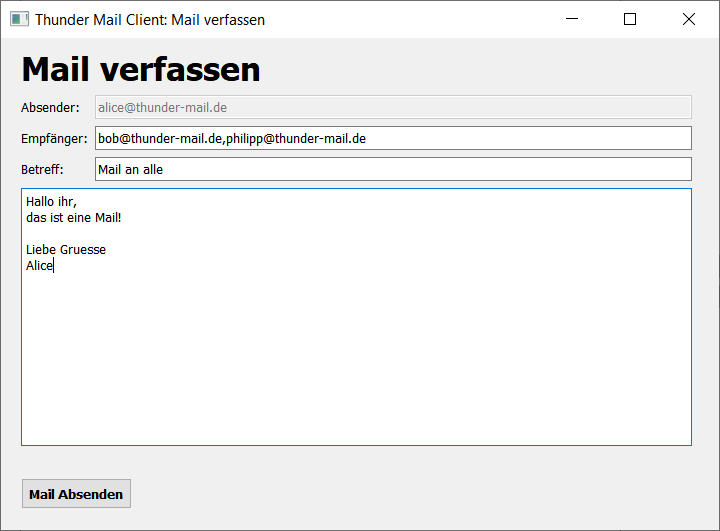 Thunder Mail Client: Mail verfassen
Mail verfassen
Absender: alice@thunder-mail.de
Empfänger: bob@thunder-mail.de,philipp@thunder-mail.de
Betreff: Mail an alle
Hallo ihr,
das ist eine Mail!
Liebe Gruesse
Alice
Mail Absenden